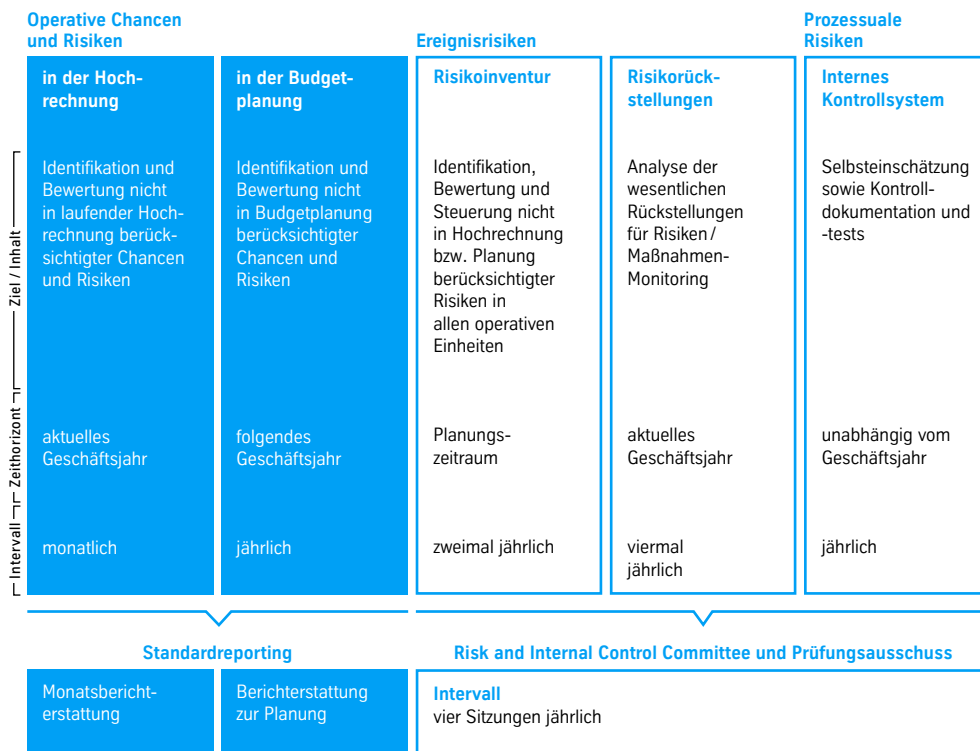 Operative Chancen
und Risiken
Ereignisrisiken
Prozessuale
Risiken
in der Hoch-
rechnung
in der Budget-
planung
Risikoinventur
Risikorück-
stellungen
Internes
Kontrollsystem
Ziel / Inhalt
Identifikation und
Bewertung nicht
in laufender Hoch-
rechnung berück-
sichtigter Chancen
und Risiken
Identifikation und
Bewertung nicht
in Budgetplanung
berücksichtigter
Chancen und
Risiken
Identifikation,
Bewertung und
Steuerung nicht
in Hochrechnung
bzw. Planung
berücksichtigter
Risiken in
allen operativen
Einheiten
Analyse der
wesentlichen
Rückstellungen
für Risiken /
Maßnahmen-
Monitoring
Selbsteinschätzung
sowie Kontroll-
dokumentation und
-tests
Zeithorizont
aktuelles
Geschäftsjahr
folgendes
Geschäftsjahr
Planungs-
zeitraum
aktuelles
Geschäftsjahr
unabhängig vom
Geschäftsjahr
Intervall
monatlich
jährlich
zweimal jährlich
viermal
jährlich
jährlich
Standardreporting
Risk and Internal Control Committee und Prüfungsausschuss
Monatsbericht-
erstattung
Berichterstattung
zur Planung
Intervall
vier Sitzungen jährlich